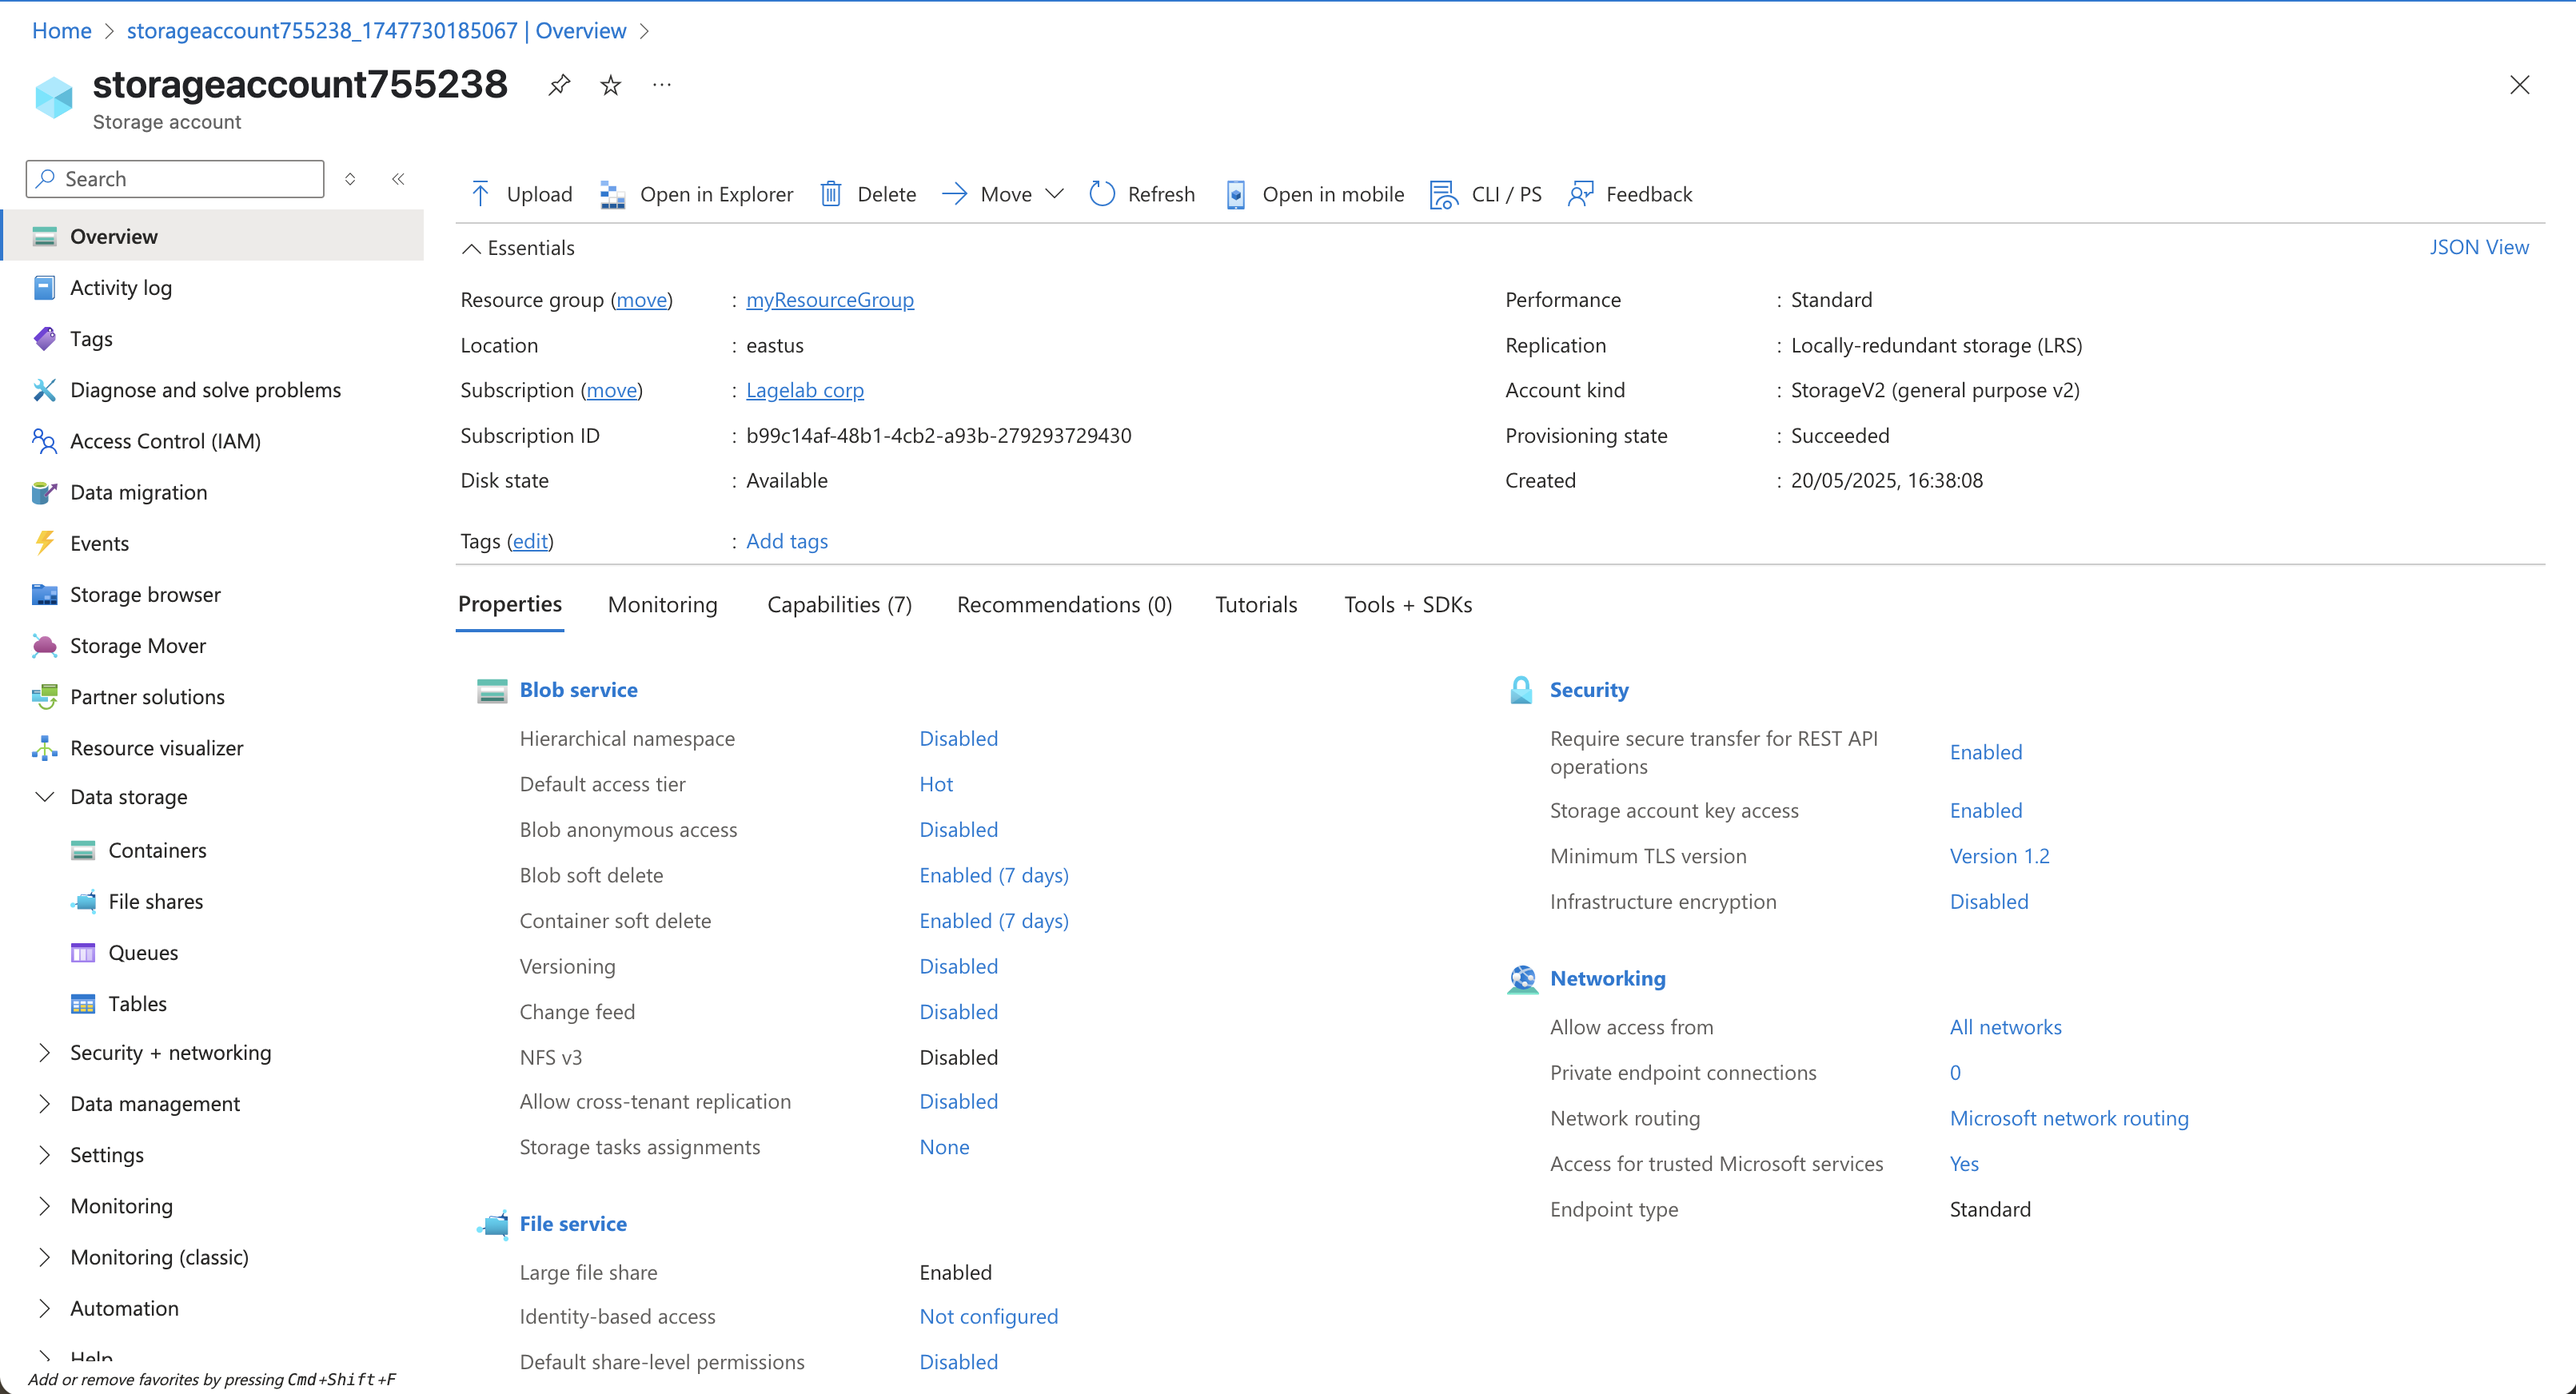 Home > storageaccount755238_1747730185067 | Overview >
storageaccount755238
Storage account
Search
Overview
Activity log
Tags
Diagnose and solve problems
Access Control (IAM)
Data migration
Events
Storage browser
Storage Mover
Partner solutions
Resource visualizer
Data storage
Containers
File shares
Queues
Tables
Security + networking
Data management
Settings
Monitoring
Monitoring (classic)
Automation
Help
Add or remove favorites by pressing Cmd+Shift+F
Upload Open in Explorer Delete Move Refresh Open in mobile CLI / PS Feedback
Essentials
JSON View
Resource group (move) : myResourceGroup
Location : eastus
Subscription (move) : Lagelab corp
Subscription ID : b99c14af-48b1-4cb2-a93b-279293729430
Disk state : Available
Tags (edit) : Add tags
Performance : Standard
Replication : Locally-redundant storage (LRS)
Account kind : StorageV2 (general purpose v2)
Provisioning state : Succeeded
Created : 20/05/2025, 16:38:08
Properties Monitoring Capabilities (7) Recommendations (0) Tutorials Tools + SDKs
Blob service
Hierarchical namespace Disabled
Default access tier Hot
Blob anonymous access Disabled
Blob soft delete Enabled (7 days)
Container soft delete Enabled (7 days)
Versioning Disabled
Change feed Disabled
NFS v3 Disabled
Allow cross-tenant replication Disabled
Storage tasks assignments None
File service
Large file share Enabled
Identity-based access Not configured
Default share-level permissions Disabled
Security
Require secure transfer for REST API
operations Enabled
Storage account key access Enabled
Minimum TLS version Version 1.2
Infrastructure encryption Disabled
Networking
Allow access from All networks
Private endpoint connections 0
Network routing Microsoft network routing
Access for trusted Microsoft services Yes
Endpoint type Standard